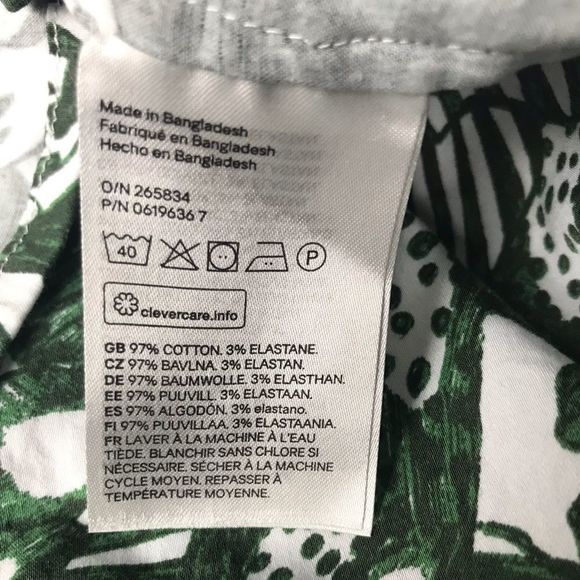 Made in Bangladesh
Fabriqué en Bangladesh
Hecho en Bangladesh
O/N 265834
P/N 0619636 7
40 P
clevercare.info
GB 97% COTTON. 3% ELASTANE.
CZ 97% BAVLNA. 3% ELASTAN.
DE 97% BAUMWOLLE. 3% ELASTHAN.
EE 97% PUUVILL. 3% ELASTAAN.
ES 97% ALGODÓN. 3% elastano.
FI 97% PUUVILLAA. 3% ELASTAANIA.
FR LAVER À LA MACHINE À L'EAU
TIÈDE. BLANCHIR SANS CHLORE SI
NÉCESSAIRE. SÉCHER À LA MACHINE
CYCLE MOYEN. REPASSER À
TEMPÉRATURE MOYENNE.